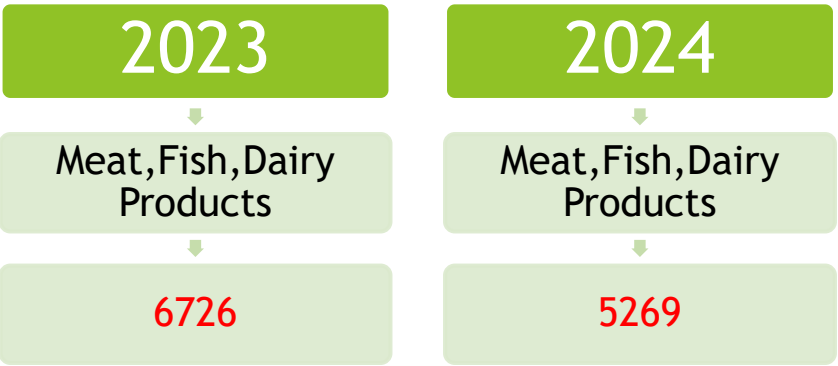 2023
Meat,Fish,Dairy
Products
6726
2024
Meat,Fish,Dairy
Products
5269